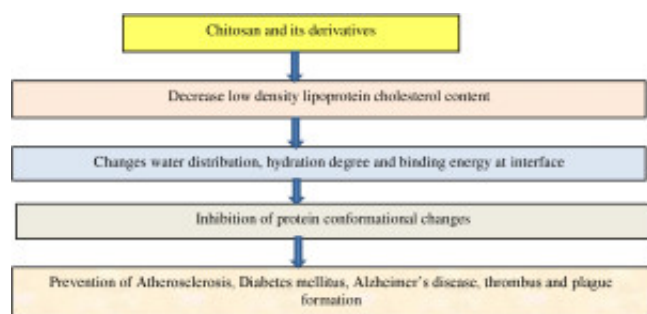 Chitosan and its derivatives
Decrease low density lipoprotein cholesterol content
Changes water distribution, hydration degree and binding energy at interface
Inhibition of protein conformational changes
Prevention of Atherosclerosis, Diabetes mellitus, Alzheimer's disease, thrombus and plague
formation